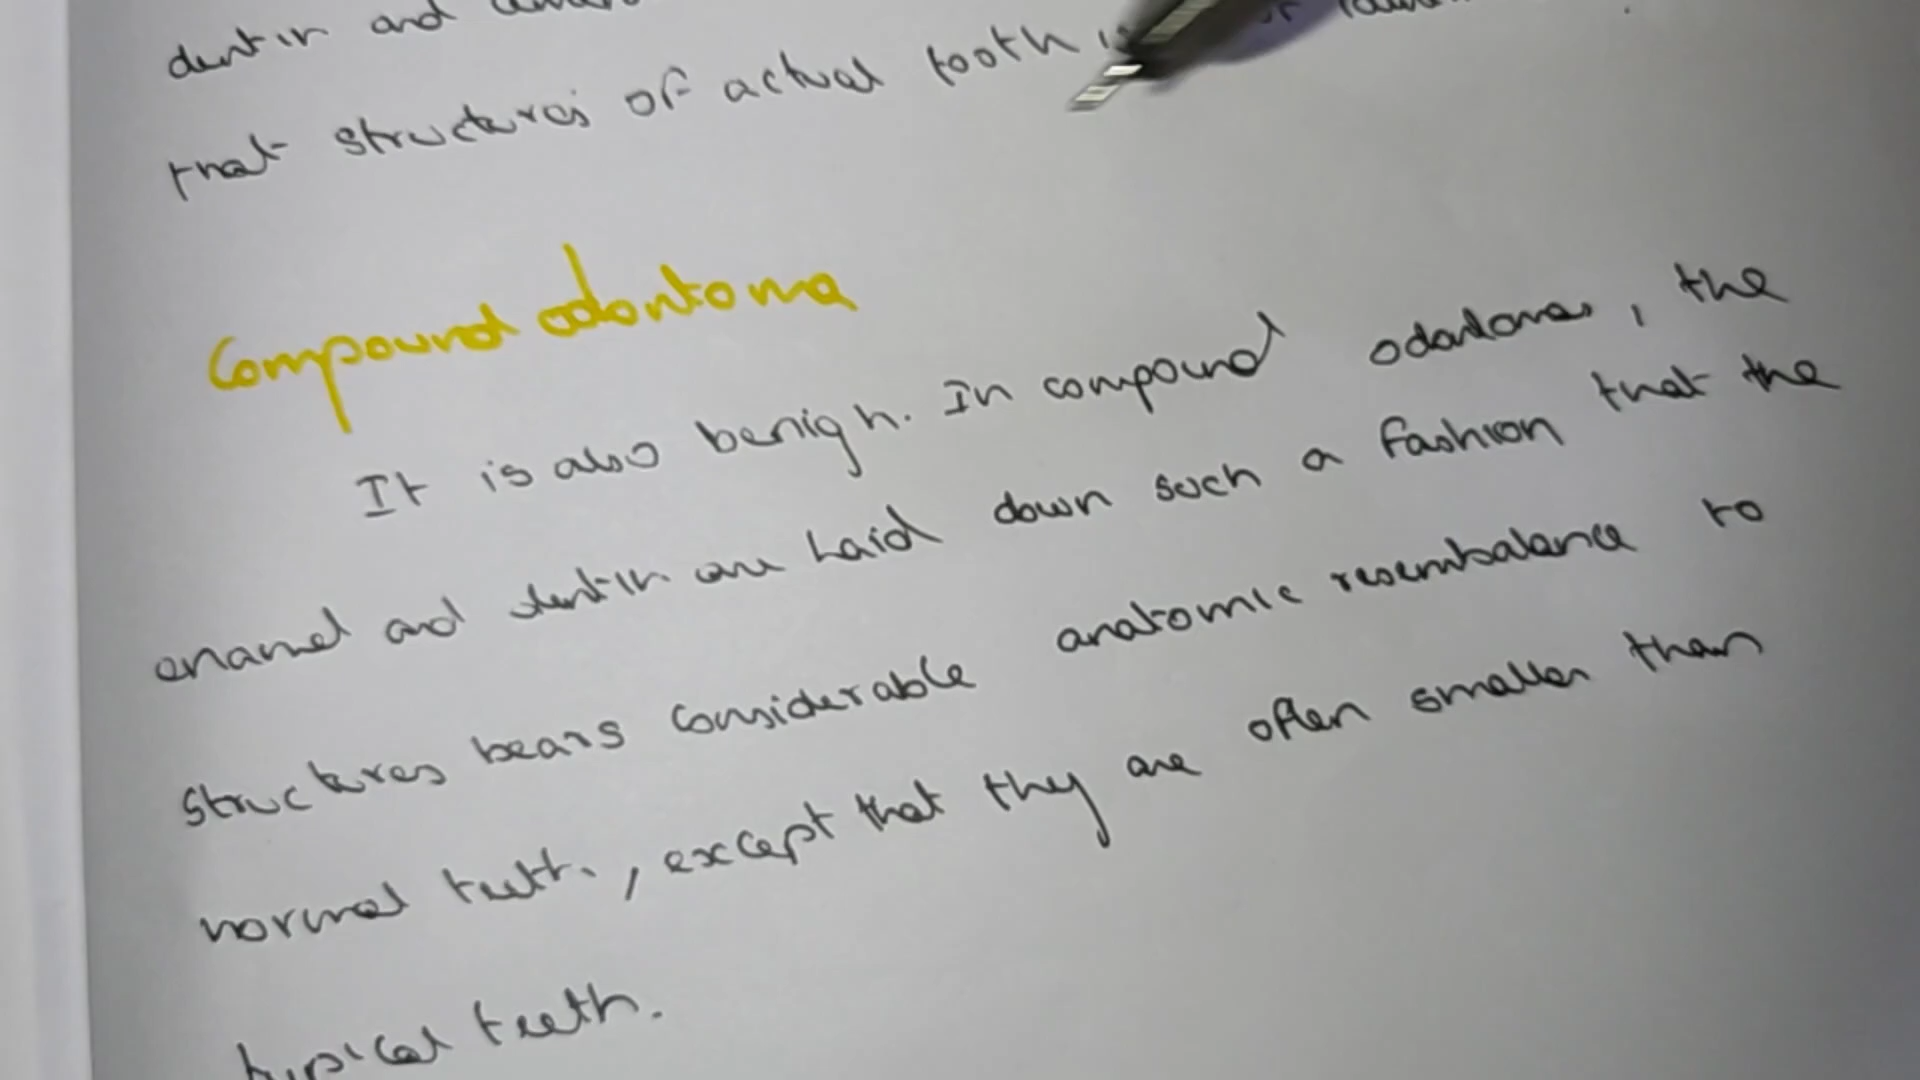 dentin and
that structures of actual tooth
Compound odontoma
It is also benign. In compound odontomas, the
enamel and dentin are laid down such a fashion that the
structures bears considerable anatomic resembalance to
normal teeth., except that they are often smaller than
typical teeth.